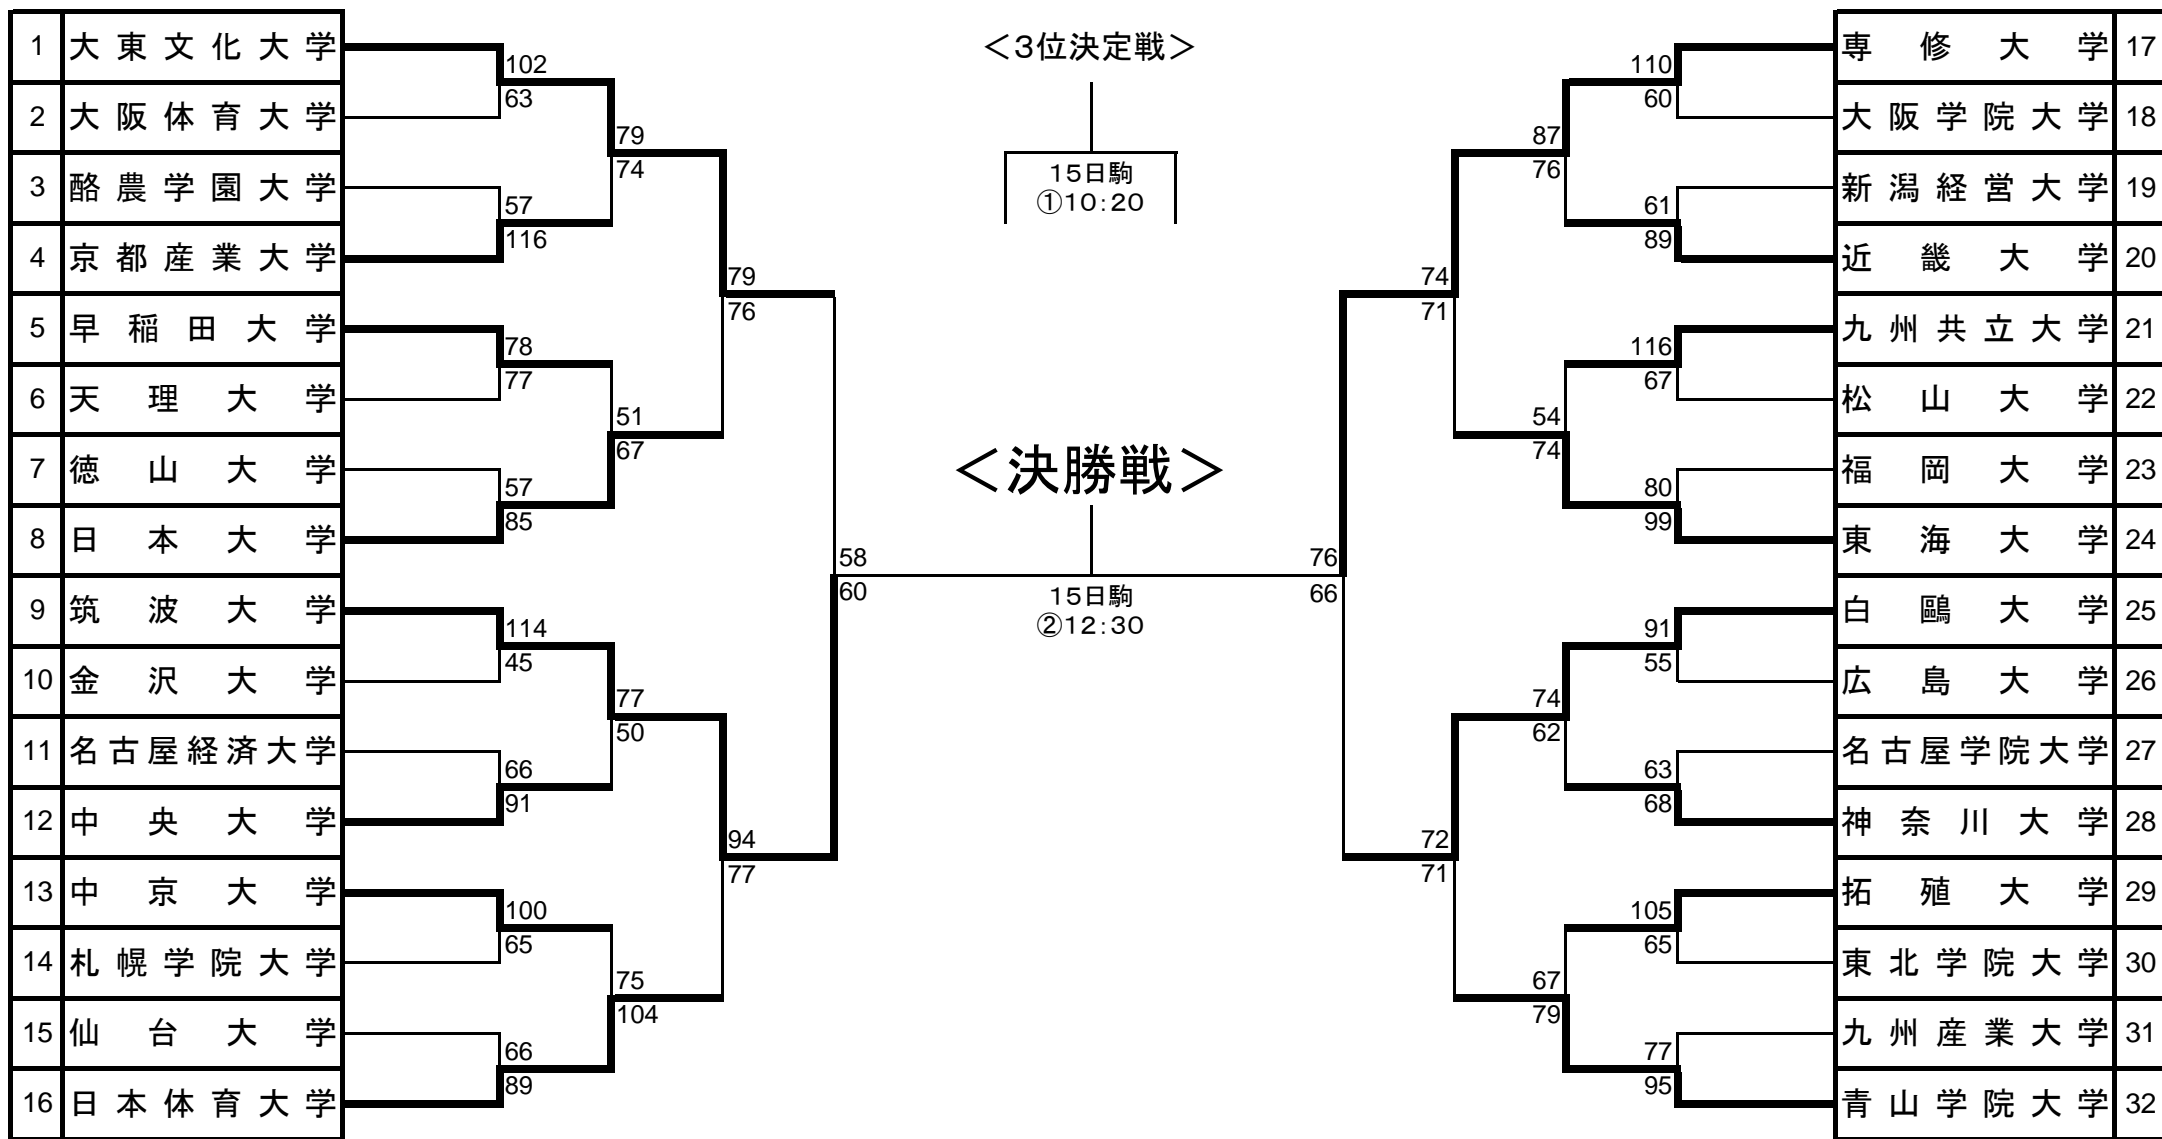 1 大東文化大学
102
63
2 大阪体育大学
79
74
3 酪農学園大学
57
116
4 京都産業大学
79
76
5 早稲田大学
78
77
6 天理大学
51
67
7 徳山大学
57
85
8 日本大学
58
60
9 筑波大学
114
45
10 金沢大学
77
50
11 名古屋経済大学
66
91
12 中央大学
94
77
13 中京大学
100
65
14 札幌学院大学
75
104
15 仙台大学
66
89
16 日本体育大学
＜3位決定戦＞
15日駒
①10:20
＜決勝戦＞
15日駒
②12:30
専修大学 17
110
60
大阪学院大学 18
87
76
新潟経営大学 19
61
89
近畿大学 20
74
71
九州共立大学 21
116
67
松山大学 22
54
74
福岡大学 23
80
99
東海大学 24
76
66
白鷗大学 25
91
55
広島大学 26
74
62
名古屋学院大学 27
63
68
神奈川大学 28
72
71
拓殖大学 29
105
65
東北学院大学 30
67
79
九州産業大学 31
77
95
青山学院大学 32